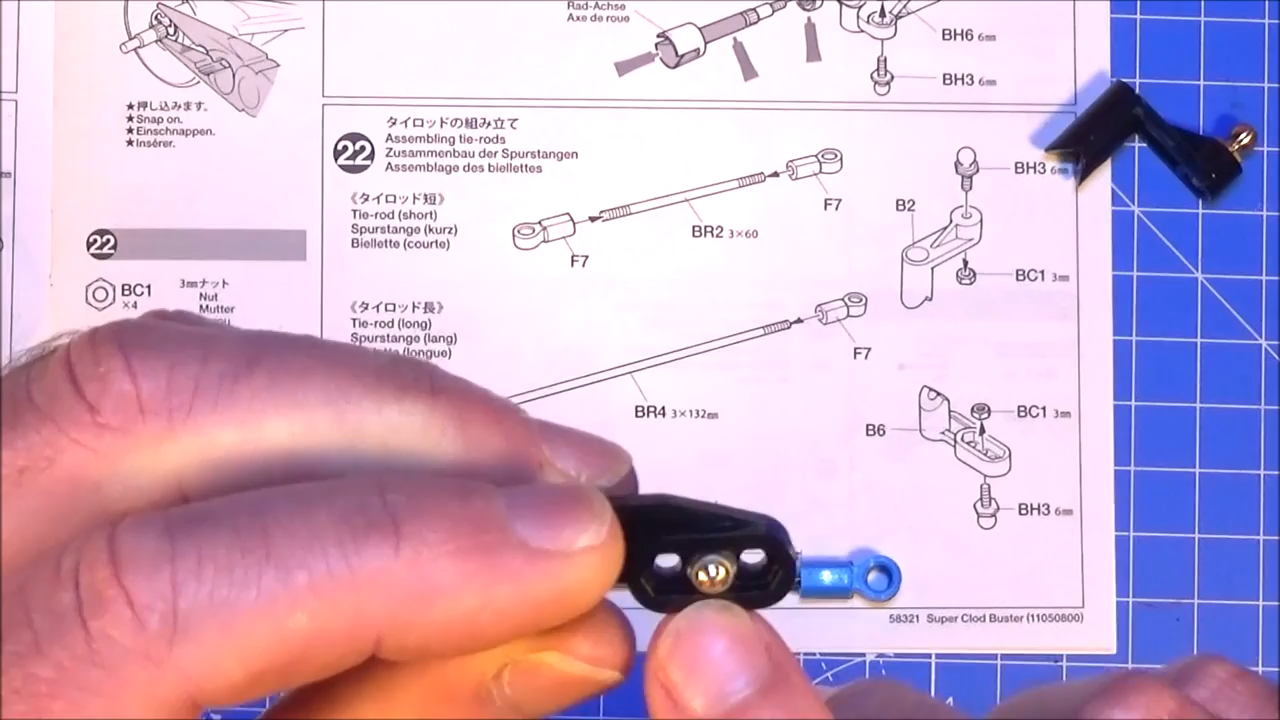 Rad-Achse
Axe de roue
BH6 6mm
BH3 6mm
★押し込みます。
★Snap on.
★Einschnappen.
★Insérer.
22
タイロッドの組み立て
Assembling tie-rods
Zusammenbau der Spurstangen
Assemblage des biellettes
《タイロッド短》
Tie-rod (short)
Spurstange (kurz)
Biellette (courte)
F7
BR2 3×60
F7
B2
BH3 6mm
BC1 3mm
22
BC1
×4
3mmナット
Nut
Mutter
《タイロッド長》
Tie-rod (long)
Spurstange (lang)
(longue)
F7
BR4 3×132mm
B6
BC1 3mm
BH3 6mm
58321 Super Clod Buster (11050800)